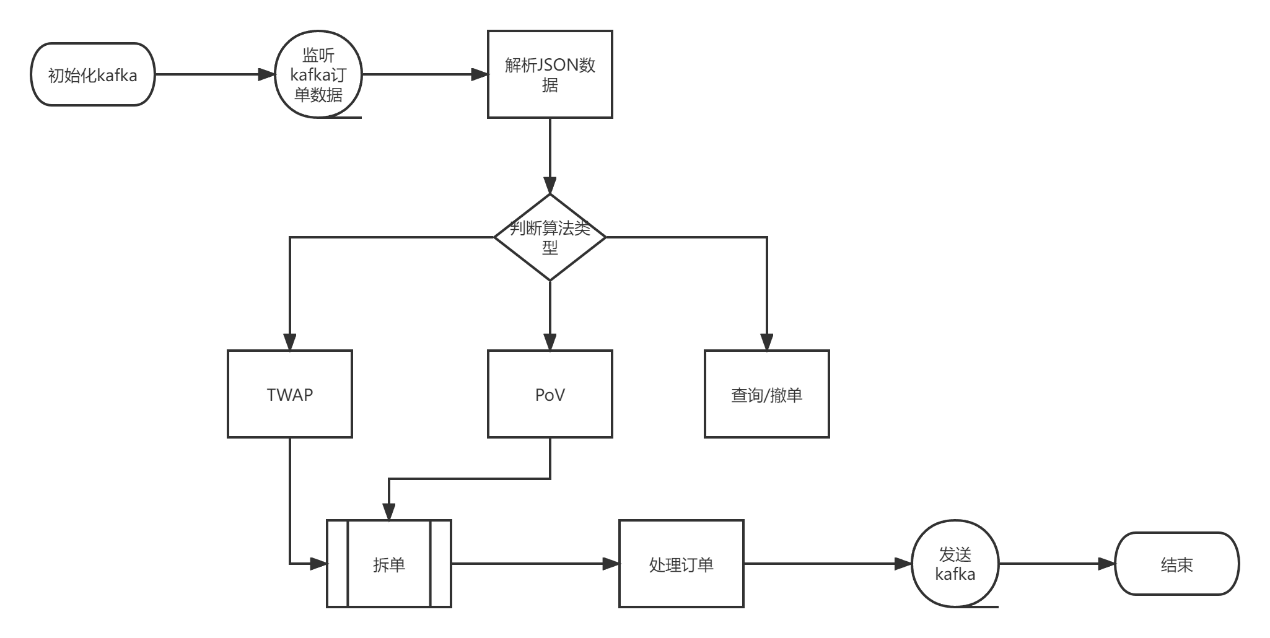 初始化kafka
监听
kafka订
单数据
解析JSON数
据
判断算法类
型
TWAP
PoV
查询/撤单
拆单
处理订单
发送
kafka
结束